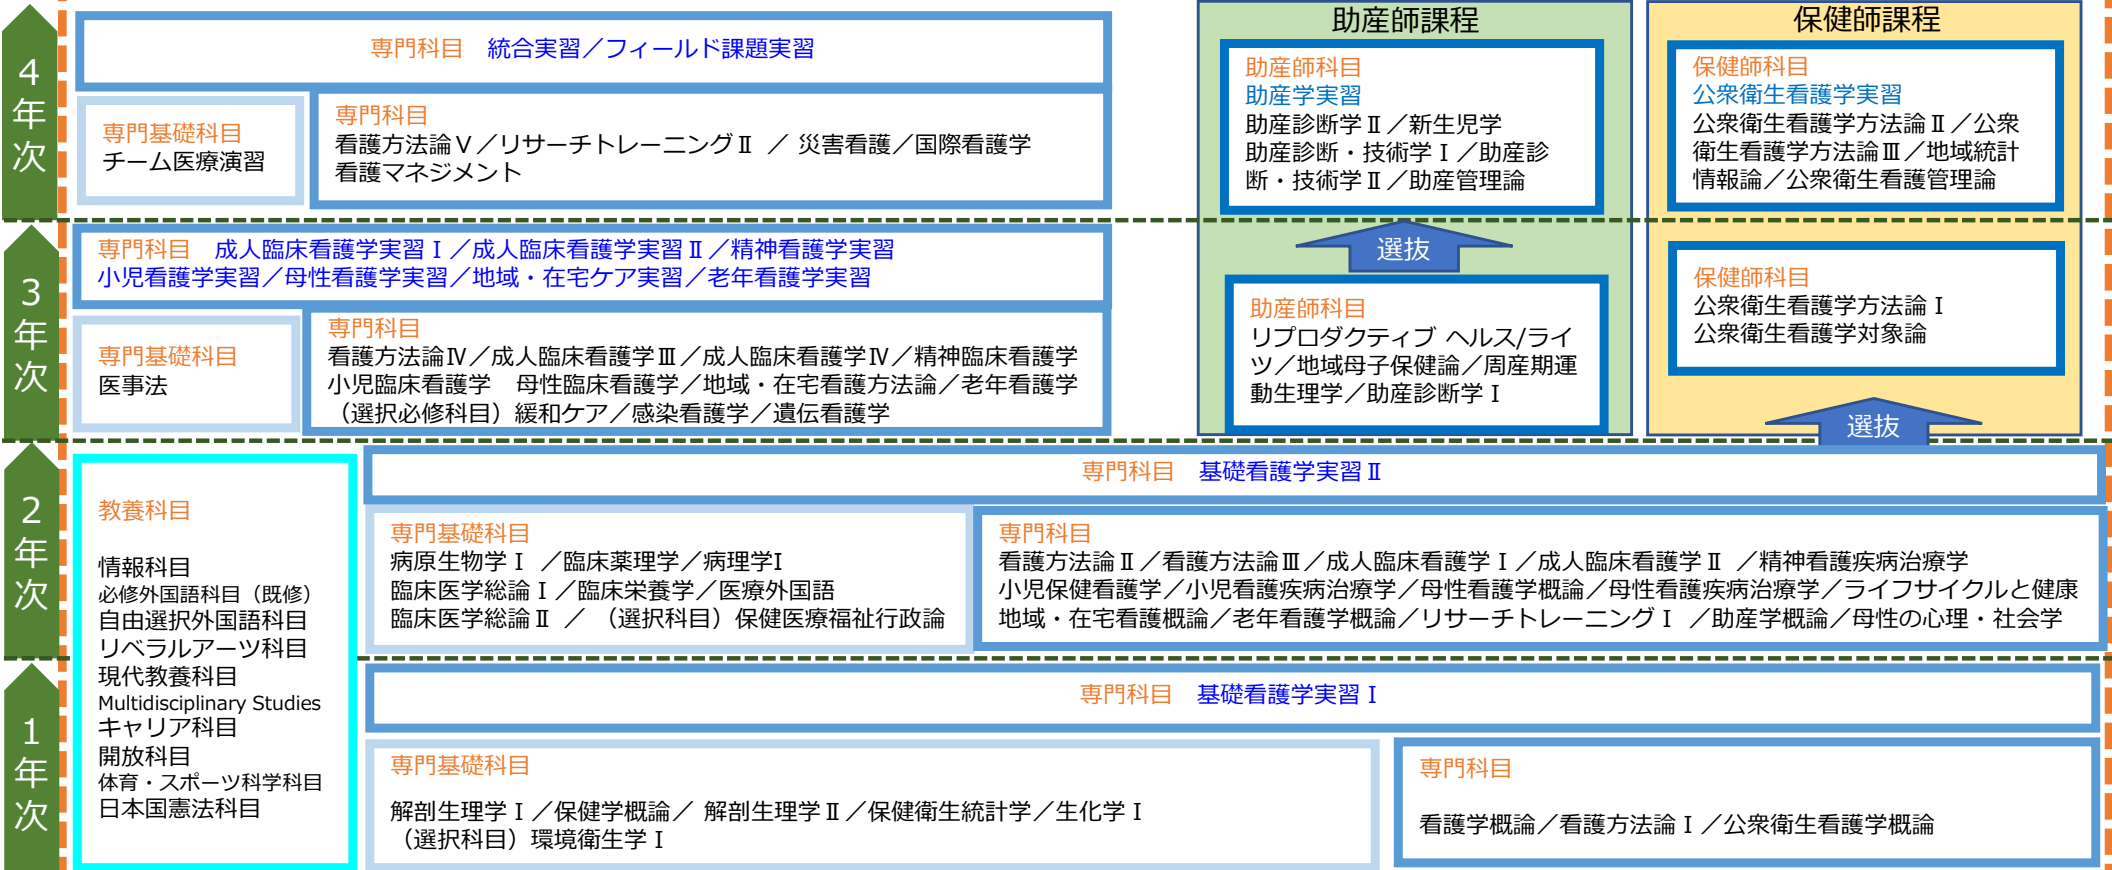 4年次
専門科目　統合実習／フィールド課題実習
専門基礎科目
チーム医療演習
専門科目
看護方法論Ⅴ／リサーチトレーニングⅡ ／ 災害看護／国際看護学
看護マネジメント
助産師課程
助産師科目
助産学実習
助産診断学Ⅱ／新生児学
助産診断・技術学Ⅰ／助産診
断・技術学Ⅱ／助産管理論
保健師課程
保健師科目
公衆衛生看護学実習
公衆衛生看護学方法論Ⅱ／公衆
衛生看護学方法論Ⅲ／地域統計
情報論／公衆衛生看護管理論
3年次
専門科目　成人臨床看護学実習Ⅰ／成人臨床看護学実習Ⅱ／精神看護学実習
小児看護学実習／母性看護学実習／地域・在宅ケア実習／老年看護学実習
専門基礎科目
医事法
専門科目
看護方法論Ⅳ／成人臨床看護学Ⅲ／成人臨床看護学Ⅳ／精神臨床看護学
小児臨床看護学　母性臨床看護学／地域・在宅看護方法論／老年看護学
（選択必修科目）緩和ケア／感染看護学／遺伝看護学
選抜
助産師科目
リプロダクティブ ヘルス/ライ
ツ／地域母子保健論／周産期運
動生理学／助産診断学Ⅰ
保健師科目
公衆衛生看護学方法論Ⅰ
公衆衛生看護学対象論
選抜
2年次
教養科目
情報科目
必修外国語科目（既修）
自由選択外国語科目
リベラルアーツ科目
現代教養科目
Multidisciplinary Studies
キャリア科目
開放科目
体育・スポーツ科学科目
日本国憲法科目
専門科目　基礎看護学実習Ⅱ
専門基礎科目
病原生物学Ⅰ ／臨床薬理学／病理学I
臨床医学総論Ⅰ／臨床栄養学／医療外国語
臨床医学総論Ⅱ ／ （選択科目）保健医療福祉行政論
専門科目
看護方法論Ⅱ／看護方法論Ⅲ／成人臨床看護学Ⅰ／成人臨床看護学Ⅱ ／精神看護疾病治療学
小児保健看護学／小児看護疾病治療学／母性看護学概論／母性看護疾病治療学／ライフサイクルと健康
地域・在宅看護概論／老年看護学概論／リサーチトレーニングⅠ ／助産学概論／母性の心理・社会学
1年次
専門科目　基礎看護学実習Ⅰ
専門基礎科目
解剖生理学Ⅰ／保健学概論／ 解剖生理学Ⅱ／保健衛生統計学／生化学Ⅰ
（選択科目）環境衛生学Ⅰ
専門科目
看護学概論／看護方法論Ⅰ／公衆衛生看護学概論